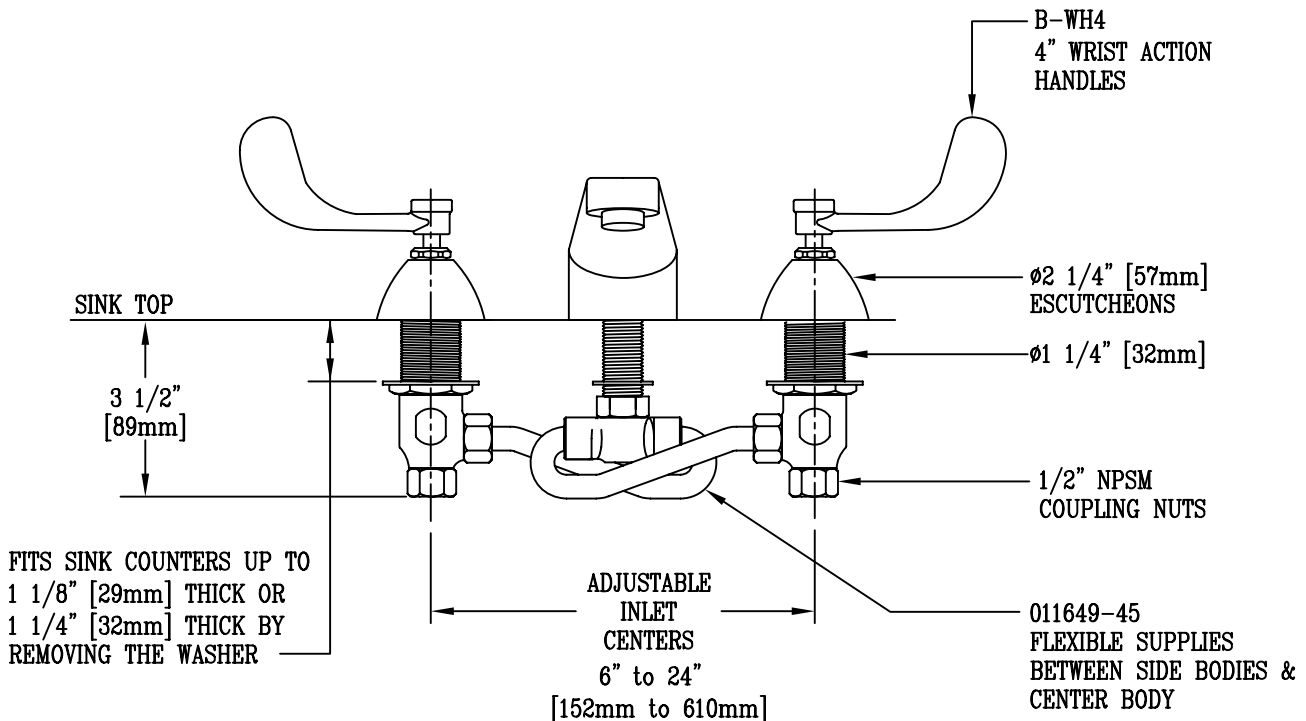 B-WH4
4" WRIST ACTION
HANDLES
SINK TOP
ø2 1/4" [57mm]
ESCUTCHEONS
ø1 1/4" [32mm]
3 1/2"
[89mm]
1/2" NPSM
COUPLING NUTS
FITS SINK COUNTERS UP TO
1 1/8" [29mm] THICK OR
1 1/4" [32mm] THICK BY
REMOVING THE WASHER
ADJUSTABLE
INLET
CENTERS
6" to 24"
[152mm to 610mm]
011649-45
FLEXIBLE SUPPLIES
BETWEEN SIDE BODIES &
CENTER BODY